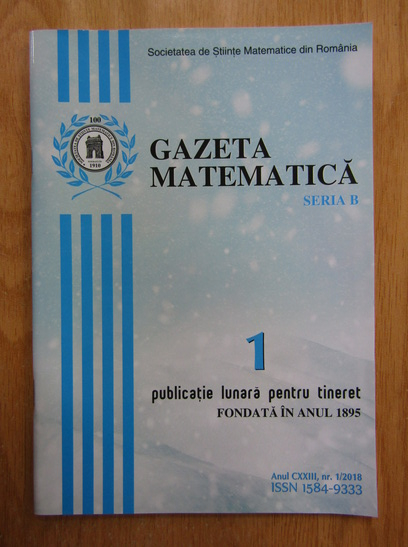 Societatea de Științe Matematice din România
100
1910
GAZETA
MATEMATICĂ
SERIA B
1
publicație lunară pentru tineret
FONDATĂ ÎN ANUL 1895
Anul CXXIII, nr. 1/2018
ISSN 1584-9333